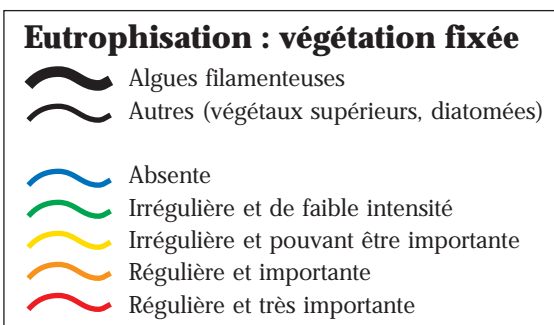 Eutrophisation : végétation fixée
Algues filamenteuses
Autres (végétaux supérieurs, diatomées)
Absente
Irrégulière et de faible intensité
Irrégulière et pouvant être importante
Régulière et importante
Régulière et très importante